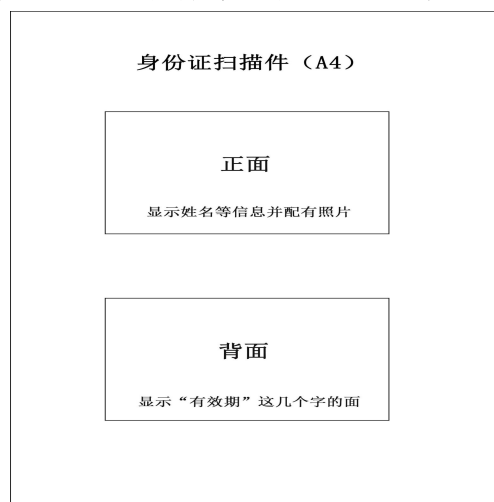 身份证扫描件（A4）
正面
显示姓名等信息并配有照片
背面
显示“有效期”这几个字的面